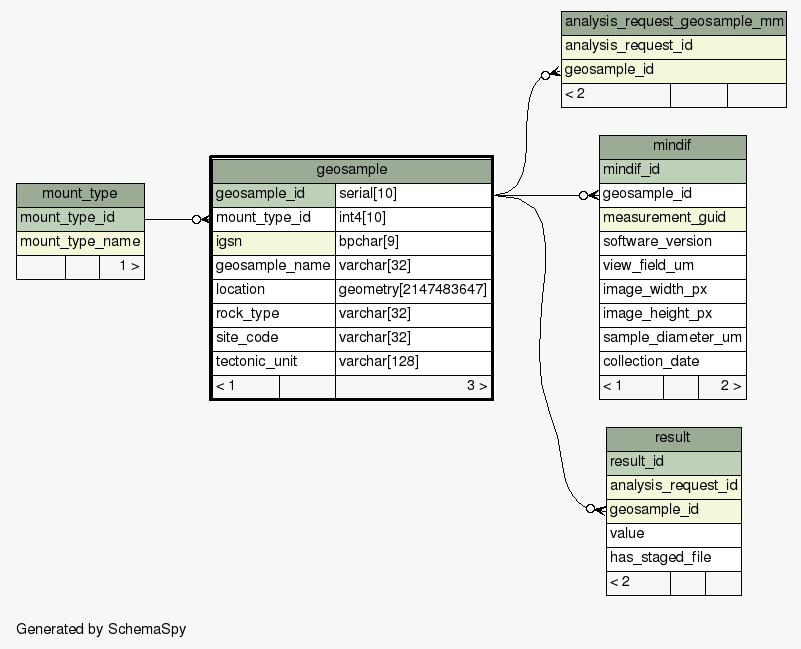 analysis_request_geosample_mm
analysis_request_id
geosample_id
< 2
mindif
mindif_id
geosample_id
measurement_guid
software_version
view_field_um
image_width_px
image_height_px
sample_diameter_um
collection_date
< 1 2 >
geosample
geosample_id serial[10]
mount_type_id int4[10]
igsn bpchar[9]
geosample_name varchar[32]
location geometry[2147483647]
rock_type varchar[32]
site_code varchar[32]
tectonic_unit varchar[128]
< 1 3 >
mount_type
mount_type_id
mount_type_name
1 >
result
result_id
analysis_request_id
geosample_id
value
has_staged_file
< 2
Generated by SchemaSpy